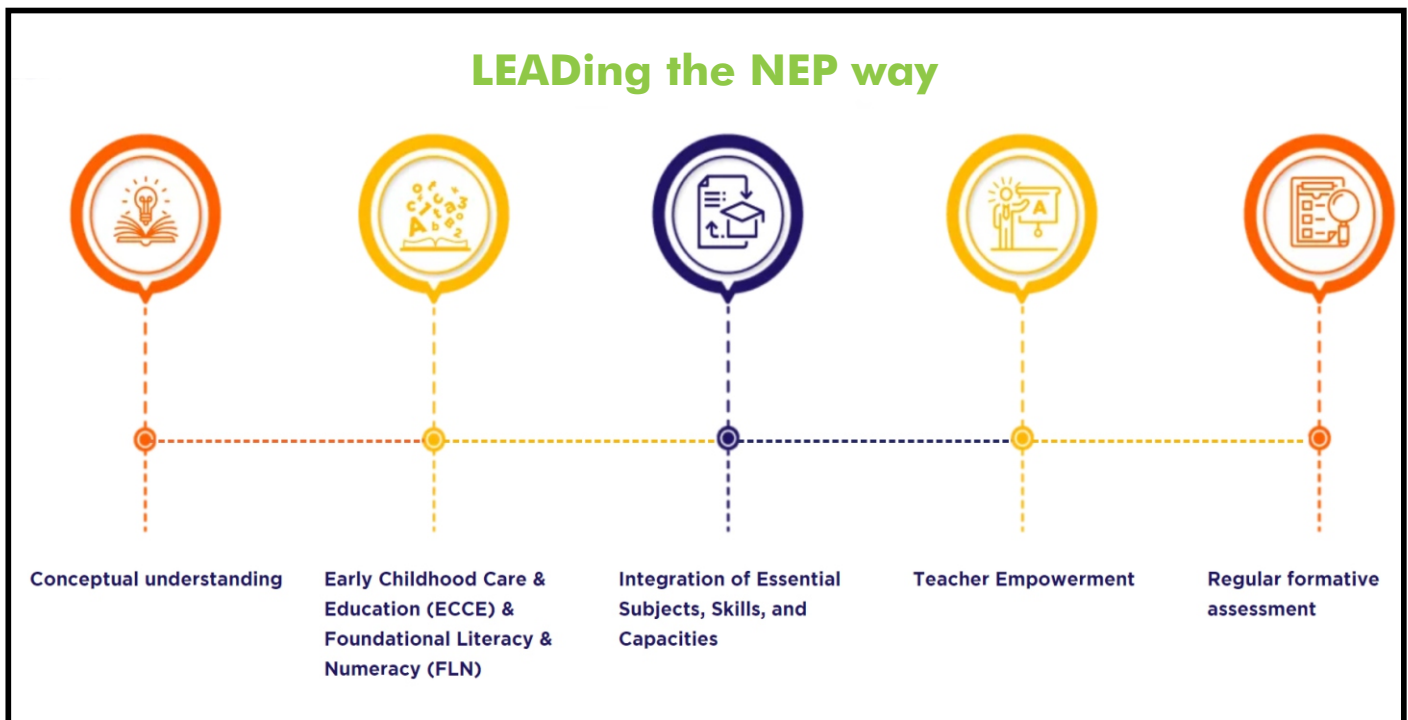 LEADing the NEP way
Conceptual understanding
Early Childhood Care &
Education (ECCE) &
Foundational Literacy &
Numeracy (FLN)
Integration of Essential
Subjects, Skills, and
Capacities
Teacher Empowerment
Regular formative
assessment